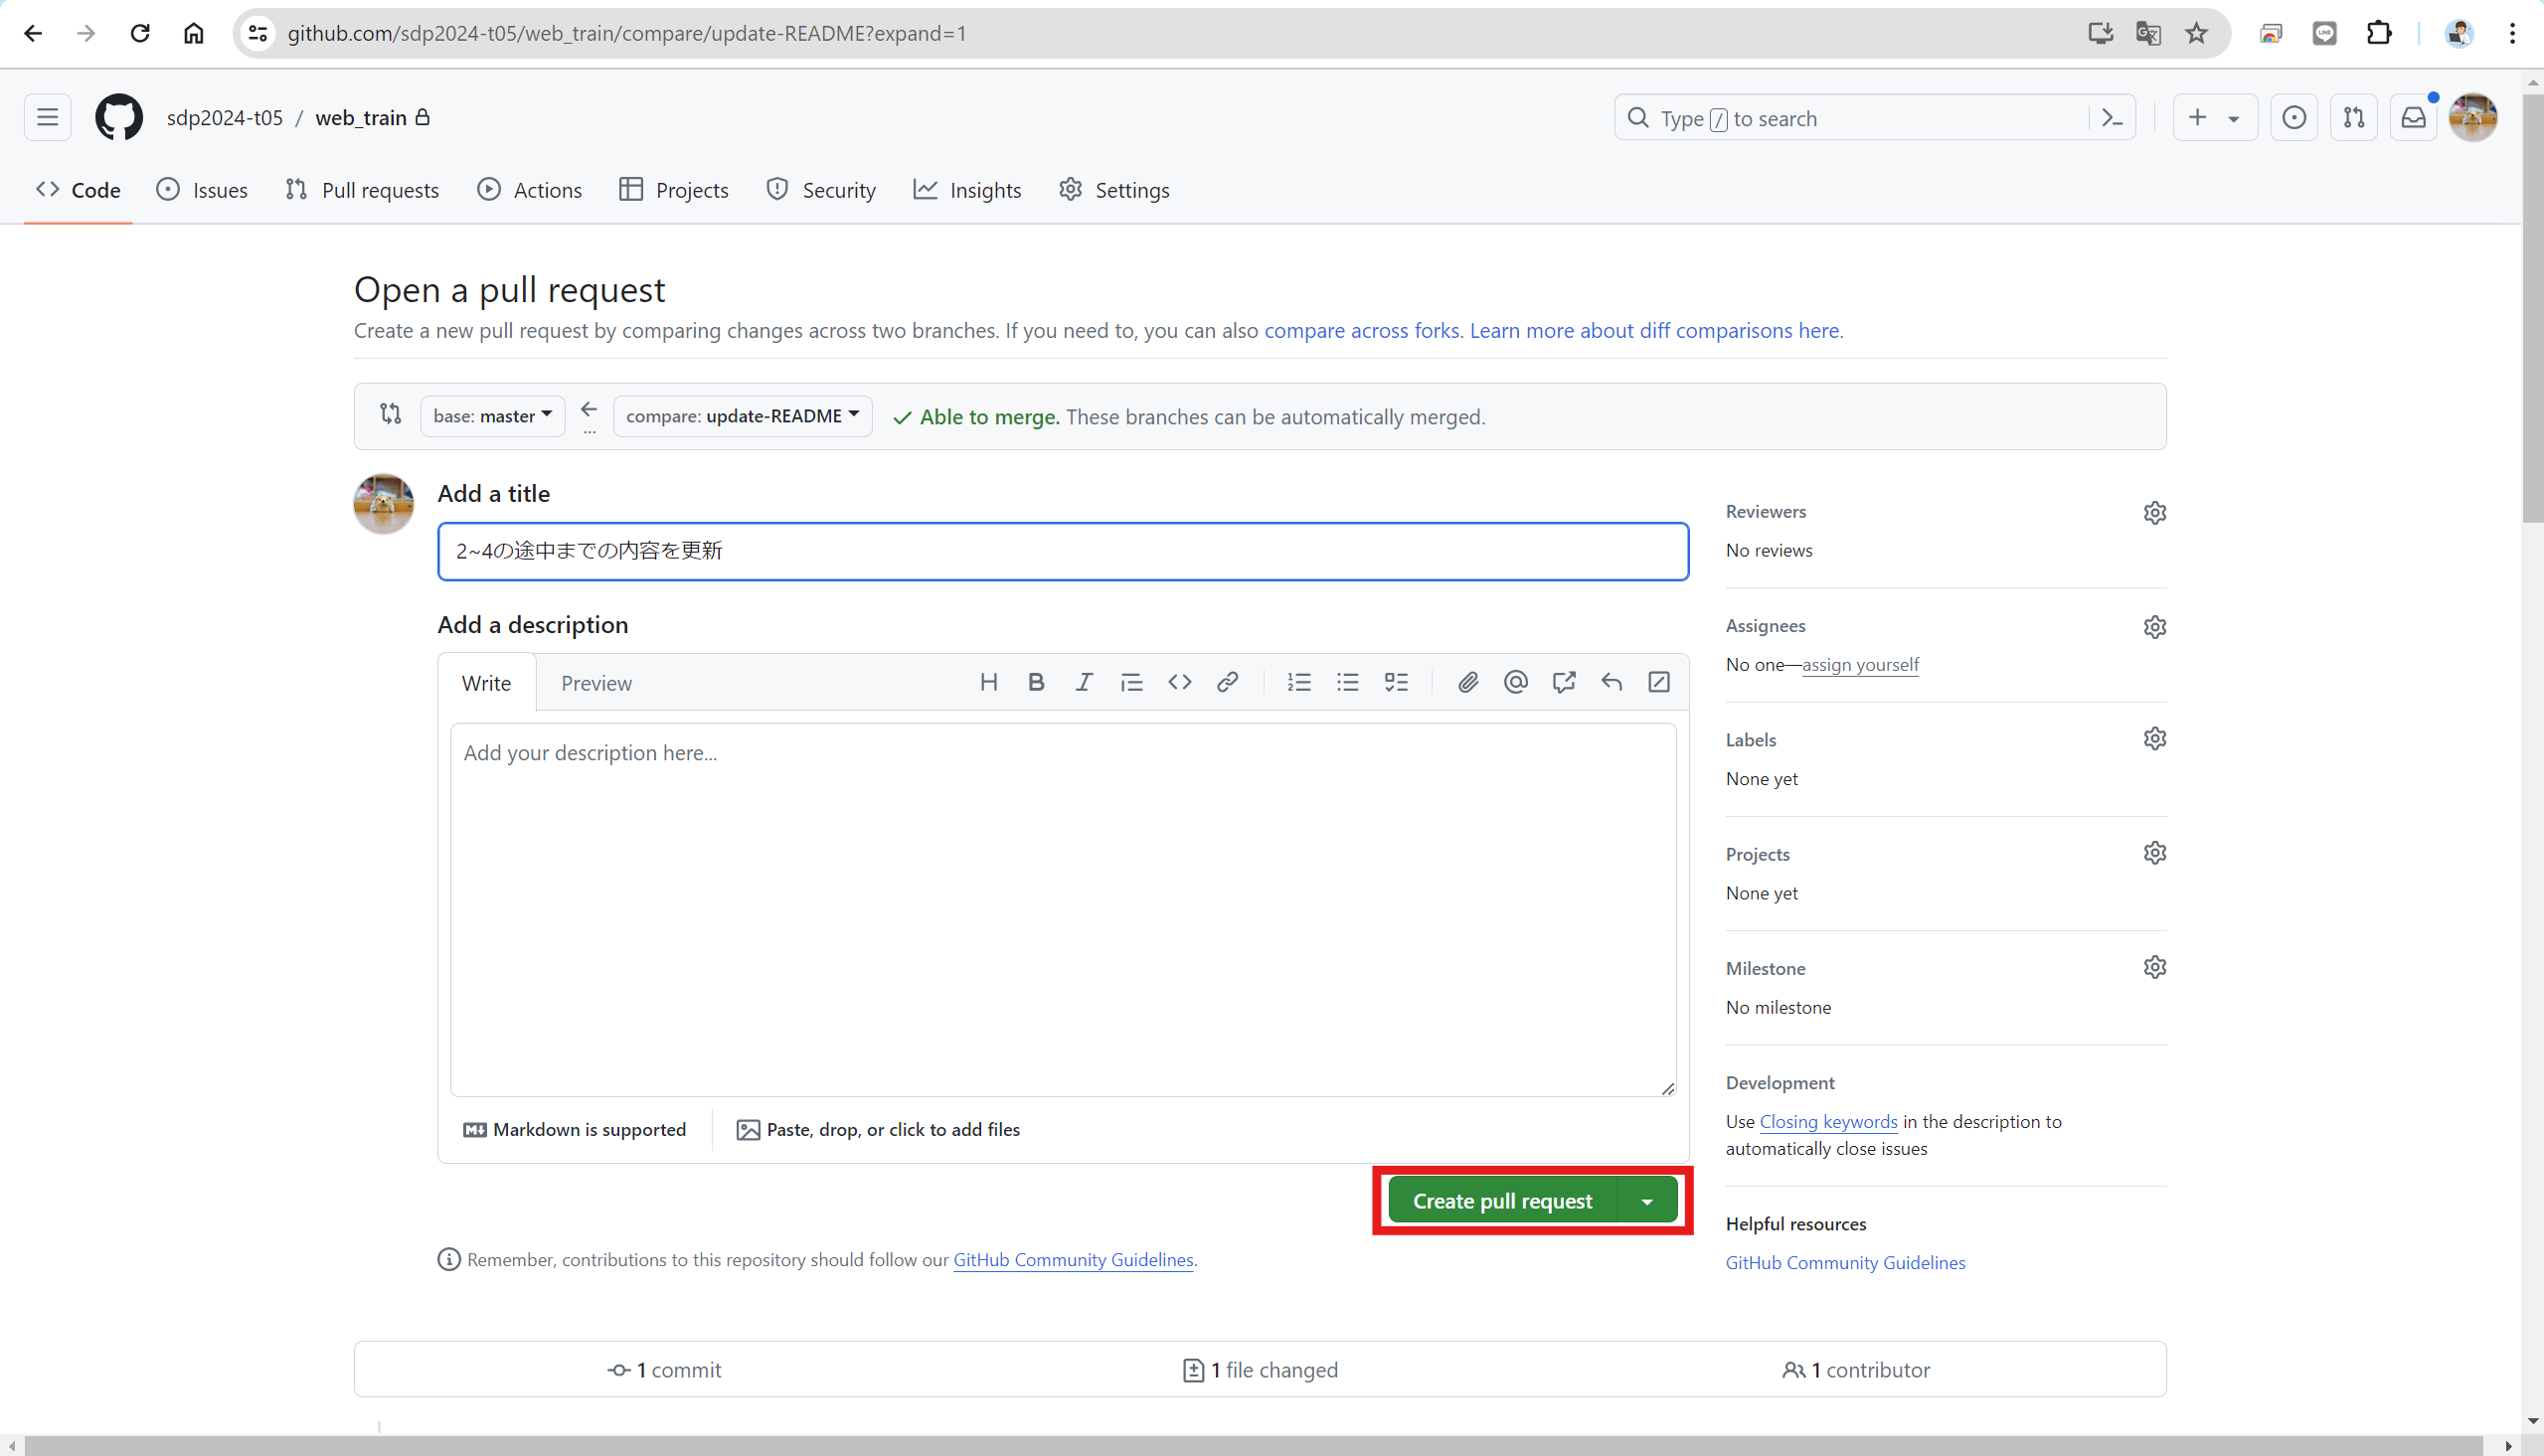 github.com/sdp2024-t05/web_train/compare/update-README?expand=1
sdp2024-t05 / web_train
Type / to search
Code Issues Pull requests Actions Projects Security Insights Settings
Open a pull request
Create a new pull request by comparing changes across two branches. If you need to, you can also compare across forks. Learn more about diff comparisons here.
base: master compare: update-README Able to merge. These branches can be automatically merged.
Add a title
2~4の途中までの内容を更新
Add a description
Write Preview
Add your description here...
Markdown is supported Paste, drop, or click to add files
Create pull request
Remember, contributions to this repository should follow our GitHub Community Guidelines.
Reviewers
No reviews
Assignees
No one—assign yourself
Labels
None yet
Projects
None yet
Milestone
No milestone
Development
Use Closing keywords in the description to
automatically close issues
Helpful resources
GitHub Community Guidelines
1 commit 1 file changed 1 contributor